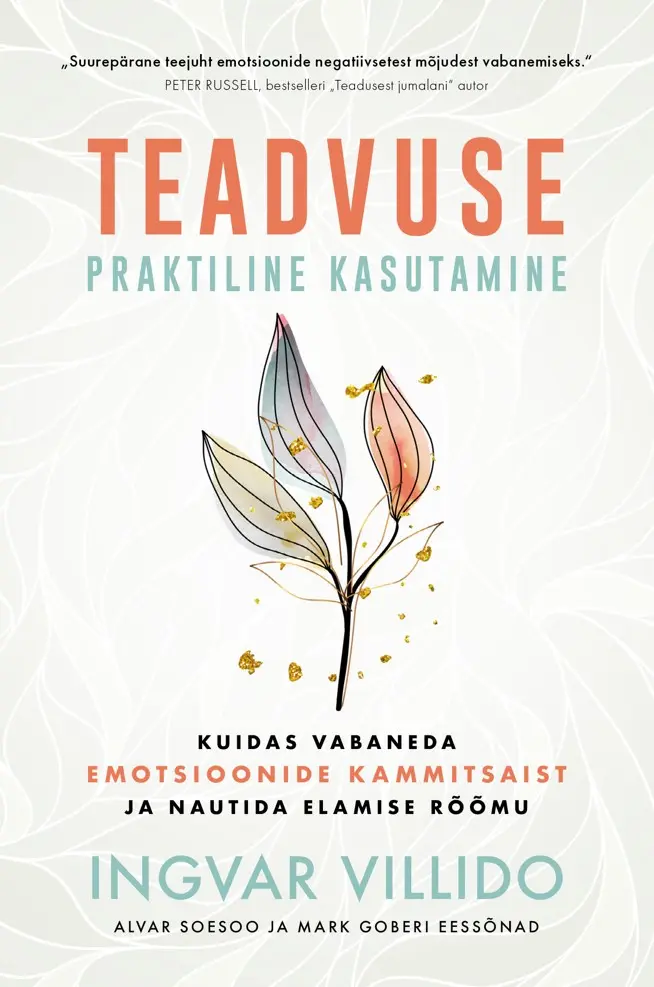 „Suurepärane teejuht emotsioonide negatiivsetest mõjudest vabanemiseks.“
PETER RUSSELL, bestselleri „Teadusest jumalani“ autor
TEADVUSE
PRAKTILINE KASUTAMINE
KUIDAS VABANEDA
EMOTSIOONIDE KAMMITSAIST
JA NAUTIDA ELAMISE RÕÕMU
INGVAR VILLIDO
ALVAR SOESOO JA MARK GOBERI EESSÕNAD